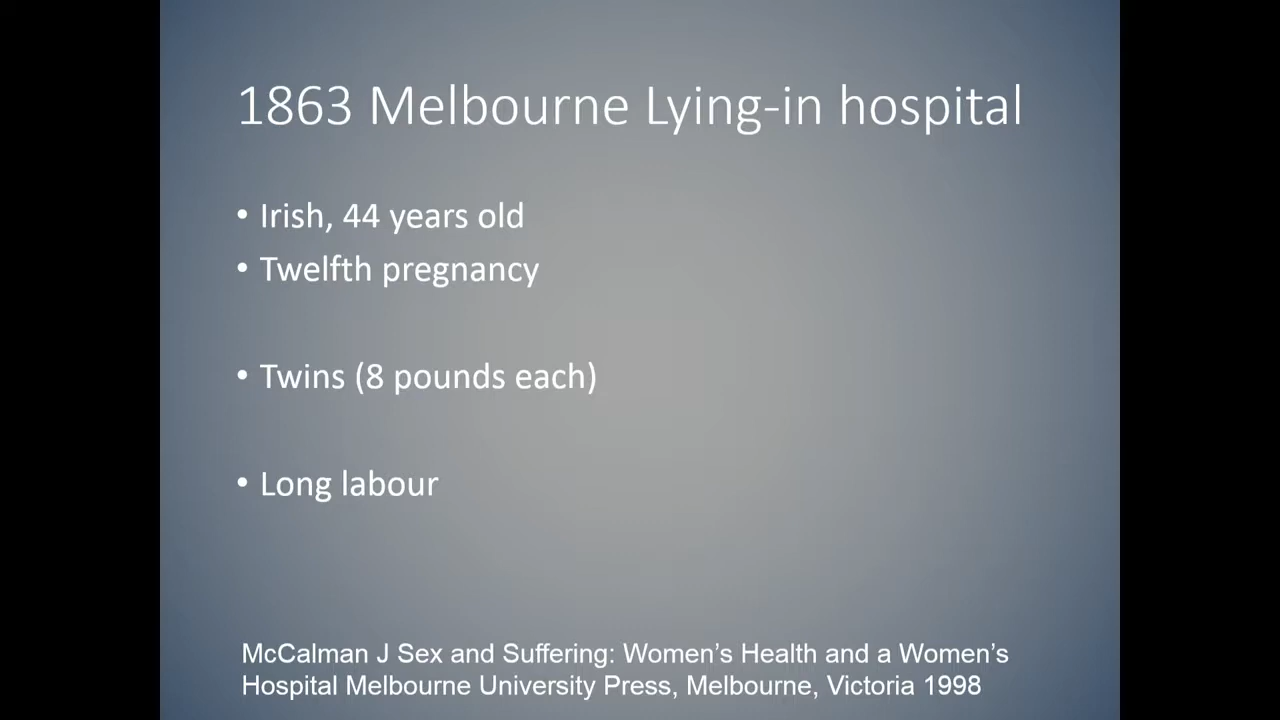 1863 Melbourne Lying-in hospital
• Irish, 44 years old
• Twelfth pregnancy
• Twins (8 pounds each)
• Long labour
McCalman J Sex and Suffering: Women’s Health and a Women’s
Hospital Melbourne University Press, Melbourne, Victoria 1998